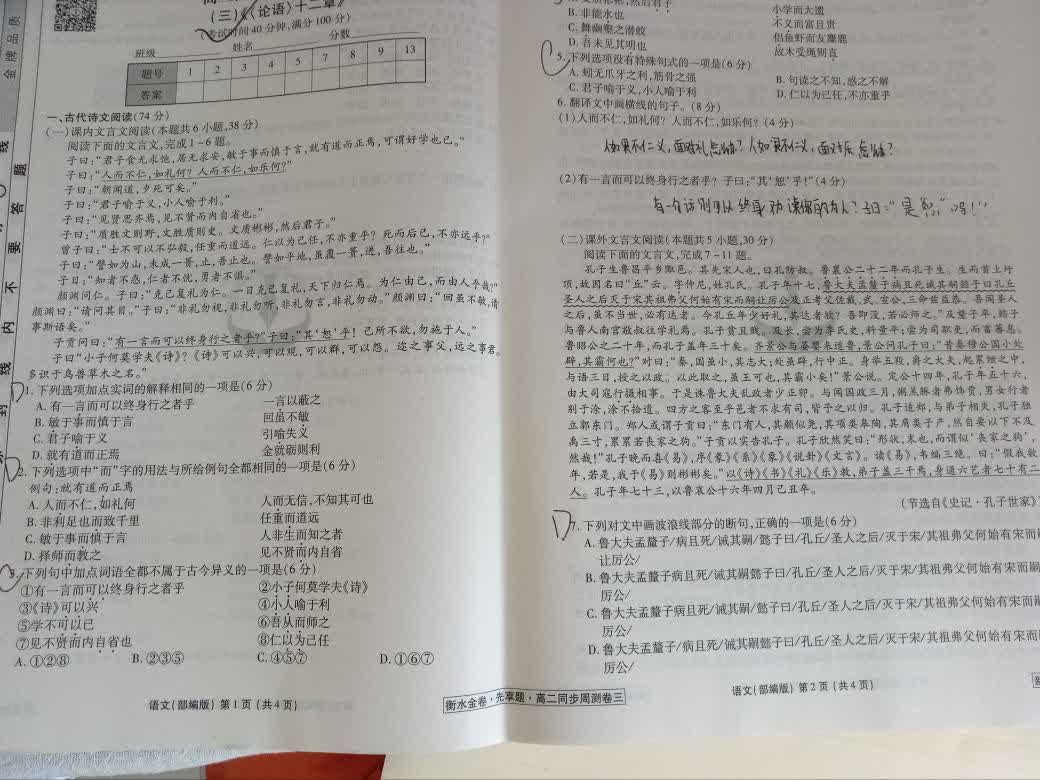 金牌品质
(三)《〈论语〉十二章》
考试时间40分钟,满分100分)
班级 姓名 分数
题号 1 2 3 4 5 7 8 9 13
答案
一、古代诗文阅读(74分)
(一)课内文言文阅读(本题共6小题,38分)
阅读下面的文言文,完成1~6题。
子曰:“君子食无求饱,居无求安,敏于事而慎于言,就有道而正焉,可谓好学也已。”
子曰:“人而不仁,如礼何?人而不仁,如乐何?”
子曰:“朝闻道,夕死可矣。”
子曰:“君子喻于义,小人喻于利。”
子曰:“见贤思齐焉,见不贤而内自省也。”
子曰:“质胜文则野,文胜质则史。文质彬彬,然后君子。”
曾子曰:“士不可以不弘毅,任重而道远。仁以为己任,不亦重乎?死而后已,不亦远乎?”
子曰:“譬如为山,未成一篑,止,吾止也。譬如平地,虽覆一篑,进,吾往也。”
子曰:“知者不惑,仁者不忧,勇者不惧。”
颜渊问仁。子曰:“克己复礼为仁。一日克己复礼,天下归仁焉。为仁由己,而由人乎哉?”
颜渊曰:“请问其目。”子曰:“非礼勿视,非礼勿听,非礼勿言,非礼勿动。”颜渊曰:“回虽不敏,请
事斯语矣。”
子贡问曰:“有一言而可以终身行之者乎?”子曰:“其‘恕’乎!己所不欲,勿施于人。”
子曰“小子何莫学夫《诗》?《诗》可以兴,可以观,可以群,可以怨。迩之事父,远之事君。
多识于鸟兽草木之名。”
D
1.下列选项加点实词的解释相同的一项是(6分)
A.有一言而可以终身行之者乎 一言以蔽之
B.敏于事而慎于言 回虽不敏
C.君子喻于义 引喻失义
D.就有道而正焉 金就砺则利
D
2.下列选项中“而”字的用法与所给例句全都相同的一项是(6分)
例句:就有道而正焉
A.人而不仁,如礼何 人而无信,不知其可也
B.非利足也而致千里 任重而道远
C.敏于事而慎于言 人非生而知之者
D.择师而教之 见不贤而内自省
C
3.下列句中加点词语全都不属于古今异义的一项是(6分)
①有一言而可以终身行之者乎 ②小子何莫学夫《诗》
③《诗》可以兴 ④小人喻于利
⑤学不可以已 ⑥吾从而师之
⑦见不贤而内自省也 ⑧仁以为己任
A.①②⑧ B.②③⑤ C.④⑤⑦ D.①⑥⑦
语文(部编版) 第1页(共4页)
衡水金卷·先享题·高二同步周测卷三
小学而大遗
B.非能水也 不义而富且贵
C.舞幽壑之潜蛟 侣鱼虾而友麋鹿
D.吾未见其明也 故木受绳则直
C
5.下列选项没有特殊句式的一项是(6分)
A.蚓无爪牙之利,筋骨之强 B.句读之不知,惑之不解
C.君子喻于义,小人喻于利 D.仁以为己任,不亦重乎
6.翻译文中画横线的句子。(8分)
(1)人而不仁,如礼何?人而不仁,如乐何?(4分)
(2)有一言而可以终身行之者乎?子曰:“其‘恕’乎!”(4分)
(二)课外文言文阅读(本题共5小题,30分)
阅读下面的文言文,完成7~11题。
孔子生鲁昌平乡陬邑。其先宋人也,曰孔防叔。鲁襄公二十二年而孔子生。生而首上圩
顶,故因名曰“丘”云。字仲尼,姓孔氏。孔子年十七,鲁大夫孟釐子病且死诫其嗣懿子曰孔丘
圣人之后灭于宋其祖弗父何始有宋而嗣让厉公及正考父佐戴、武、宣公,三命兹益恭。吾闻圣人
之后,虽不当世,必有达者。今孔丘年少好礼,其达者欤?吾即没,若必师之。”及釐子卒,懿子
与鲁人南宫敬叔往学礼焉。孔子贫且贱。及长,尝为季氏史,料量平;尝为司职吏,而畜蕃息。
鲁昭公之二十年,而孔子盖年三十矣。齐景公与晏婴来适鲁,景公问孔子曰:“昔秦穆公国小处
辟,其霸何也?”对曰:“秦,国虽小,其志大;处虽辟,行中正。身举五羖,爵之大夫,起累绁之中,
与语三日,授之以政。以此取之,虽王可也,其霸小矣!”景公说。定公十四年,孔子年五十六,
由大司寇行摄相事。于是诛鲁大夫乱政者少正卯。与闻国政三月,粥羔豚者弗饰贾,男女行者
别于涂,涂不拾遗。四方之客至乎邑者不求有司,皆予之以归。孔子适郑,与弟子相失,孔子独
立郭东门。郑人或谓子贡曰:“东门有人,其颡似尧,其项类皋陶,其肩类子产,然自要以下不及
禹三寸,累累若丧家之狗。”子贡以实告孔子。孔子欣然笑曰:“形状,末也,而谓似‘丧家之狗’,
然哉!”孔子晚而喜《易》,序《彖》《系》《象》《说卦》《文言》。读《易》,韦编三绝。曰:“假我数
年,若是,我于《易》则彬彬矣。”以《诗》《书》《礼》《乐》教,弟子盖三千焉,身通六艺者七十有二
人。孔子年七十三,以鲁哀公十六年四月己丑卒。
(节选自《史记·孔子世家》)
D
7.下列对文中画波浪线部分的断句,正确的一项是(6分)
A.鲁大夫孟釐子/病且死/诫其嗣/懿子曰/孔丘/圣人之后/灭于宋/其祖弗父何始有宋而嗣
让厉公/
B.鲁大夫孟釐子病且死/诫其嗣懿子曰/孔丘/圣人之后/灭于宋/其祖弗父何始有宋而嗣
厉公/
C.鲁大夫孟釐子病且死/诫其嗣/懿子曰/孔丘/圣人之后/灭于宋/其祖弗父何始有宋而嗣
厉公/
D.鲁大夫孟釐子/病且死/诫其嗣懿子曰/孔丘/圣人之后/灭于宋/其祖弗父何始有宋而
厉公/
语文(部编版) 第2页(共4页)